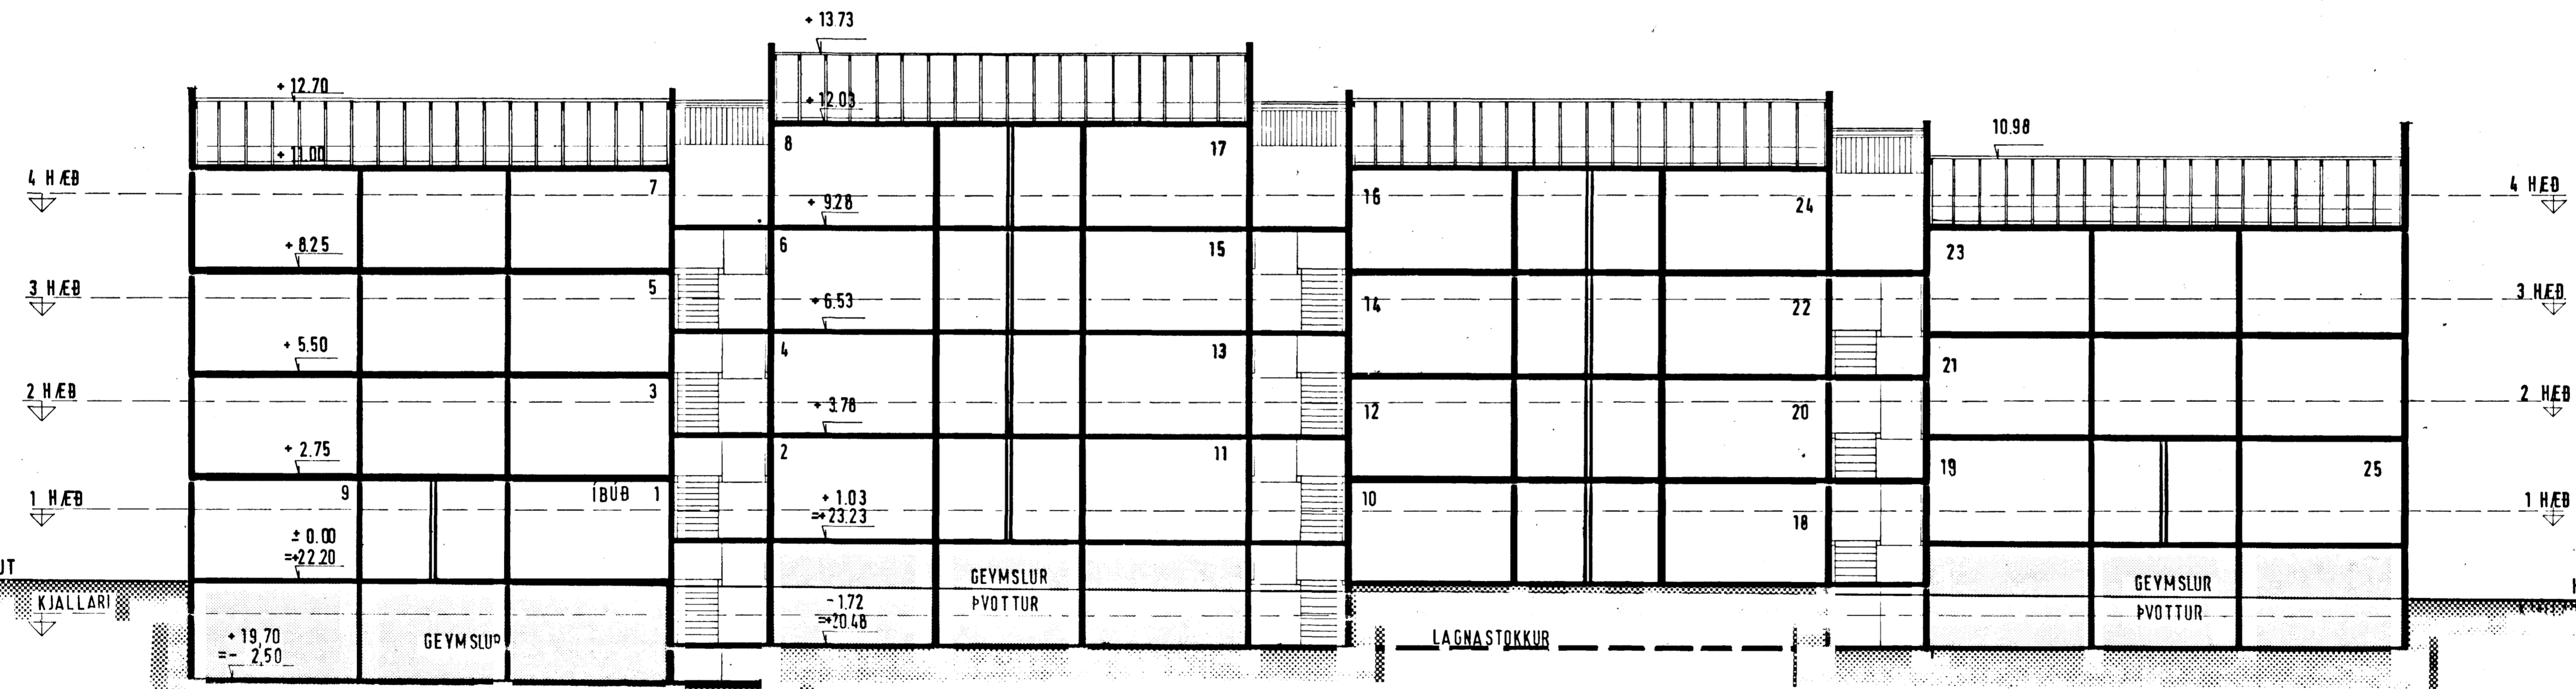 + 13.73
+ 12.70
+ 12.03
10.98
+ 11.00
8
17
4 HÆÐ
7
16
24
4 HÆÐ
+ 9.28
+ 8.25
6
15
23
3 HÆÐ
5
+ 6.53
14
22
3 HÆÐ
+ 5.50
4
13
21
2 HÆÐ
3
+ 3.78
12
20
2 HÆÐ
+ 2.75
2
11
19
25
1 HÆÐ
9
ÍBÚÐ 1
+ 1.03
=+23.23
10
18
1 HÆÐ
± 0.00
=+22.20
GEYMSLUR
ÞVOTTUR
GEYMSLUR
ÞVOTTUR
KJALLARI
- 1.72
=+20.48
+ 19,70
=- 2,50
GEYMSLUR
LAGNASTOKKUR